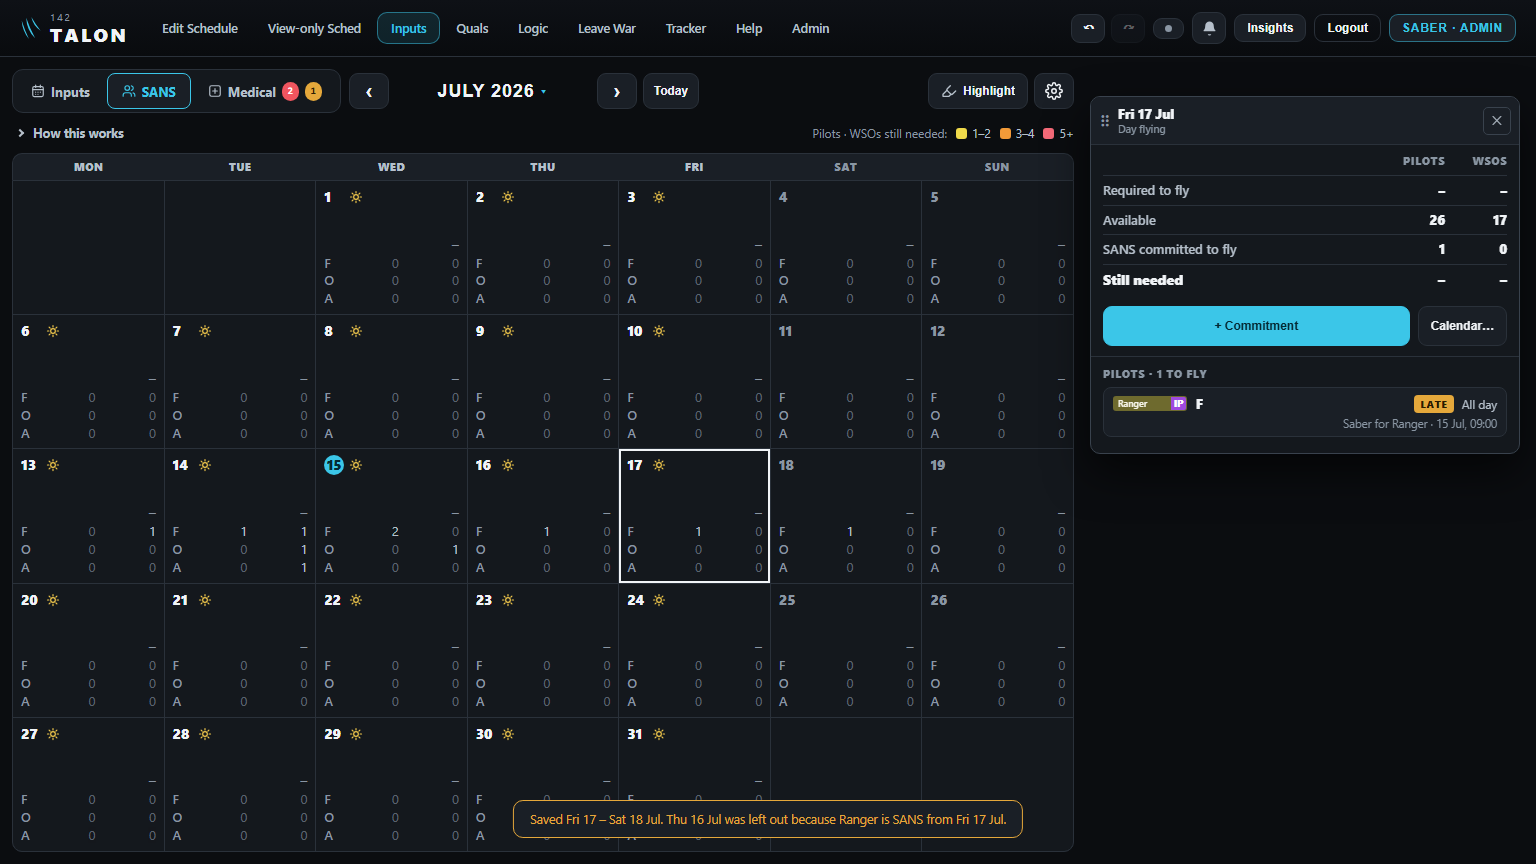 142
TALON
Edit Schedule View-only Sched Inputs Quals Logic Leave War Tracker Help Admin
Insights Logout SABER · ADMIN
Inputs SANS Medical 2 1
JULY 2026
Today
Highlight
How this works
Pilots · WSOs still needed: 1–2 3–4 5+
MON TUE WED THU FRI SAT SUN
1 2 3 4 5
– – – – –
F 0 0 F 0 0 F 0 0 F 0 0 F 0 0
O 0 0 O 0 0 O 0 0 O 0 0 O 0 0
A 0 0 A 0 0 A 0 0 A 0 0 A 0 0
6 7 8 9 10 11 12
– – – – – – –
F 0 0 F 0 0 F 0 0 F 0 0 F 0 0 F 0 0 F 0 0
O 0 0 O 0 0 O 0 0 O 0 0 O 0 0 O 0 0 O 0 0
A 0 0 A 0 0 A 0 0 A 0 0 A 0 0 A 0 0 A 0 0
13 14 15 16 17 18 19
– – – – – – –
F 0 1 F 1 1 F 2 0 F 1 0 F 1 0 F 1 0 F 0 0
O 0 0 O 0 1 O 0 1 O 0 0 O 0 0 O 0 0 O 0 0
A 0 0 A 0 1 A 0 0 A 0 0 A 0 0 A 0 0 A 0 0
20 21 22 23 24 25 26
– – – – – – –
F 0 0 F 0 0 F 0 0 F 0 0 F 0 0 F 0 0 F 0 0
O 0 0 O 0 0 O 0 0 O 0 0 O 0 0 O 0 0 O 0 0
A 0 0 A 0 0 A 0 0 A 0 0 A 0 0 A 0 0 A 0 0
27 28 29 30 31
– – – – –
F 0 0 F 0 0 F 0 0 F
O 0 0 O 0 0 O 0 0 O
A 0 0 A 0 0 A 0 0 A
Saved Fri 17 – Sat 18 Jul. Thu 16 Jul was left out because Ranger is SANS from Fri 17 Jul.
Fri 17 Jul
Day flying
PILOTS WSOS
Required to fly – –
Available 26 17
SANS committed to fly 1 0
Still needed – –
+ Commitment Calendar...
PILOTS · 1 TO FLY
Ranger IP F LATE All day
Saber for Ranger · 15 Jul, 09:00